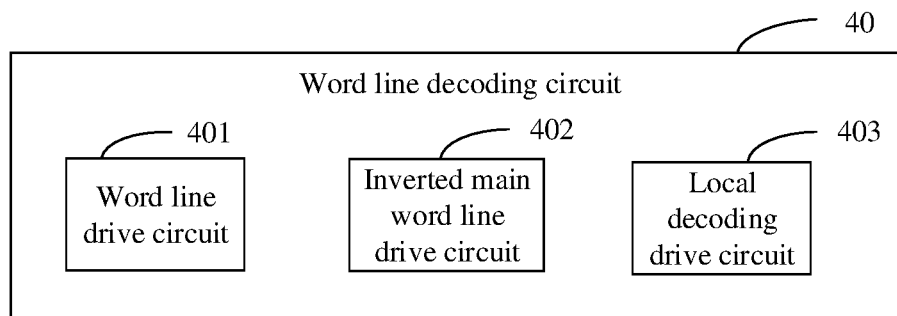 40
Word line decoding circuit
401
402
403
Word line
drive circuit
Inverted main
word line
drive circuit
Local
decoding
drive circuit